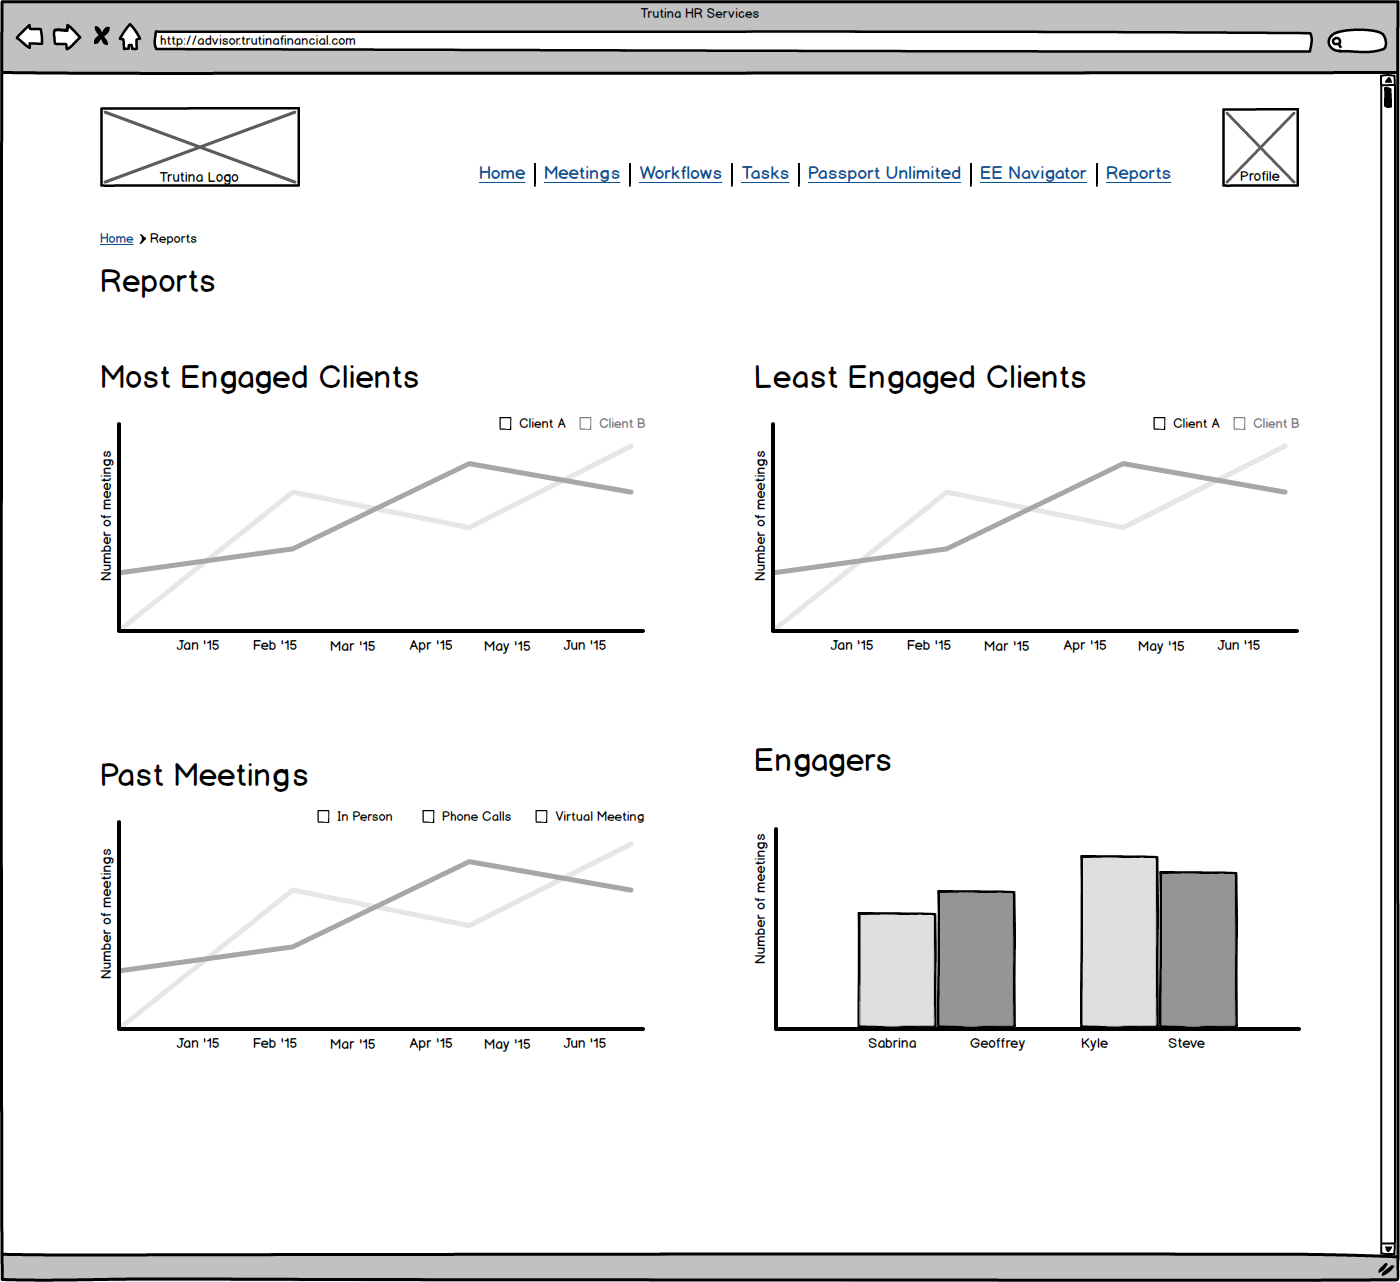 Trutina HR Services
http://advisor.trutinafinancial.com
Trutina Logo
Home Meetings Workflows Tasks Passport Unlimited EE Navigator Reports
Profile
Home Reports
Reports
Most Engaged Clients
Client A Client B
Number of meetings
Jan '15 Feb '15 Mar '15 Apr '15 May '15 Jun '15
Least Engaged Clients
Client A Client B
Number of meetings
Jan '15 Feb '15 Mar '15 Apr '15 May '15 Jun '15
Past Meetings
In Person Phone Calls Virtual Meeting
Number of meetings
Jan '15 Feb '15 Mar '15 Apr '15 May '15 Jun '15
Engagers
Number of meetings
Sabrina Geoffrey Kyle Steve